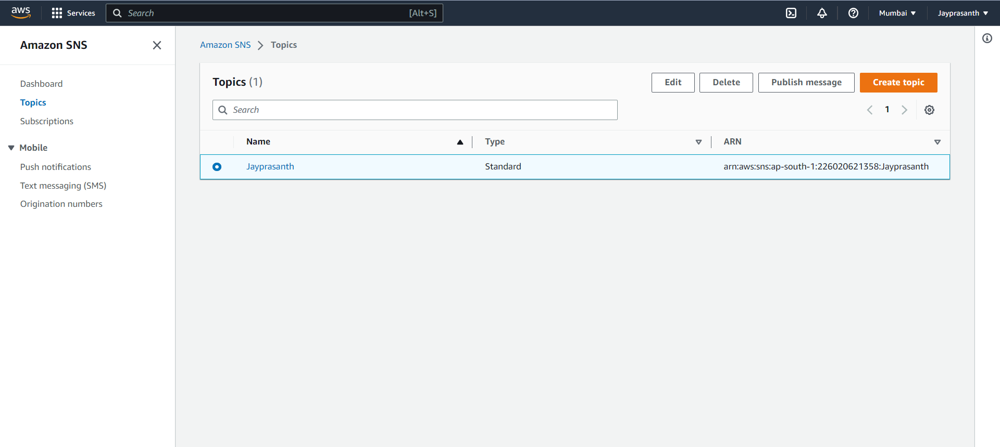 aws Services Search [Alt+S] Mumbai Jayprasanth
Amazon SNS
Dashboard
Topics
Subscriptions
Mobile
Push notifications
Text messaging (SMS)
Origination numbers
Amazon SNS Topics
Topics (1) Edit Delete Publish message Create topic
Search 1
Name Type ARN
Jayprasanth Standard arn:aws:sns:ap-south-1:226020621358:Jayprasanth